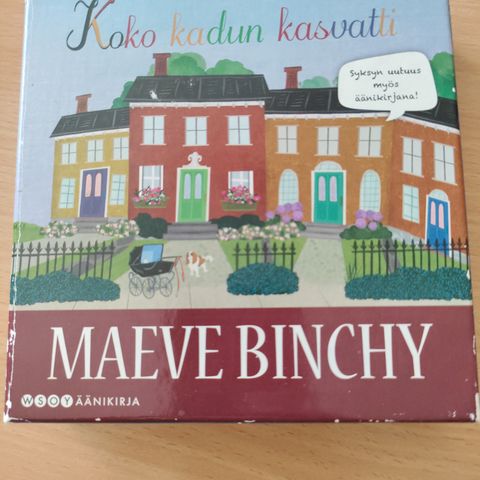 Koko kadun kasvatti
Syksyn uutuus
myös
äänikirjana!
MAEVE BINCHY
WSOY ÄÄNIKIRJA